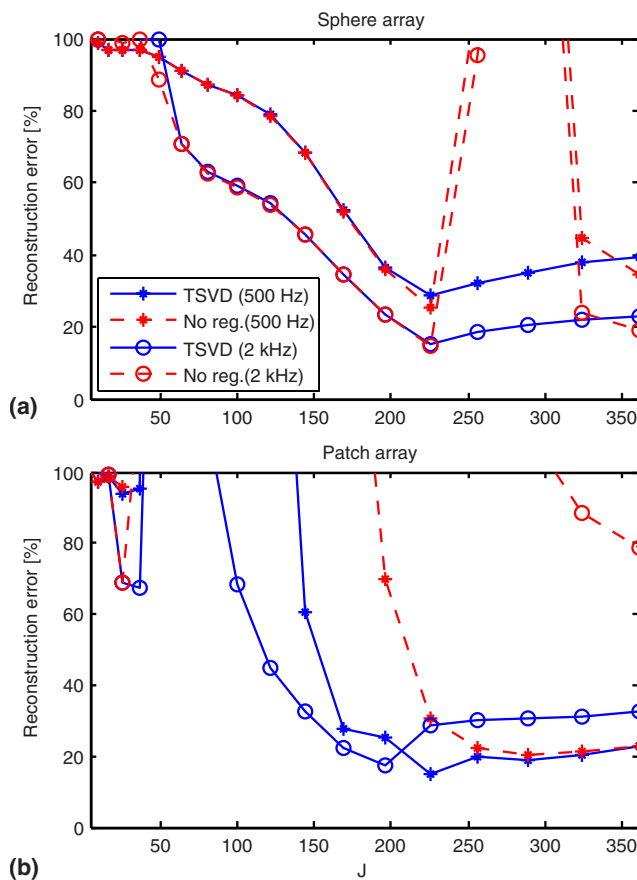 Sphere array
100
80
60
40
20
0
Reconstruction error [%]
TSVD (500 Hz)
No reg.(500 Hz)
TSVD (2 kHz)
No reg.(2 kHz)
50 100 150 200 250 300 350
(a)
Patch array
100
80
60
40
20
0
Reconstruction error [%]
50 100 150 200 250 300 350
J
(b)